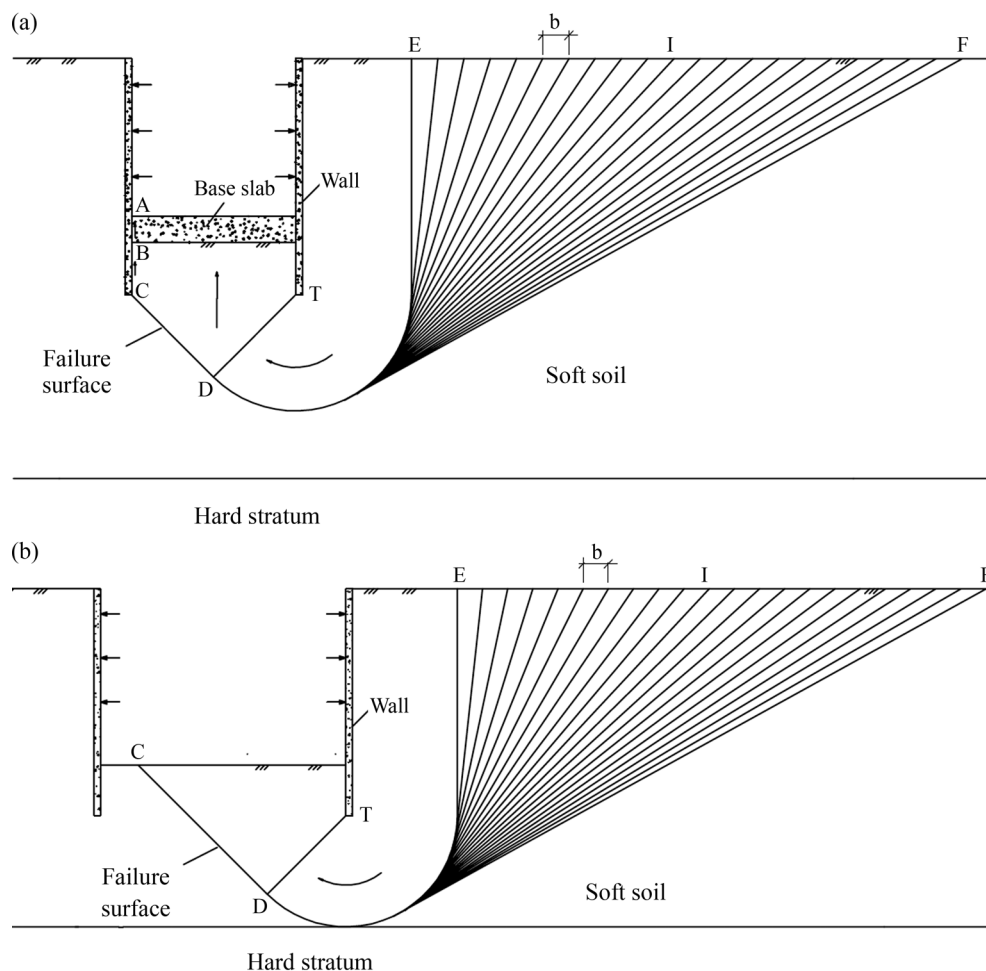 (a)
b
E
I
F
A
Base slab
Wall
B
C
T
Failure
surface
D
Soft soil
Hard stratum
(b)
b
E
I
Wall
C
T
Failure
surface
D
Soft soil
Hard stratum